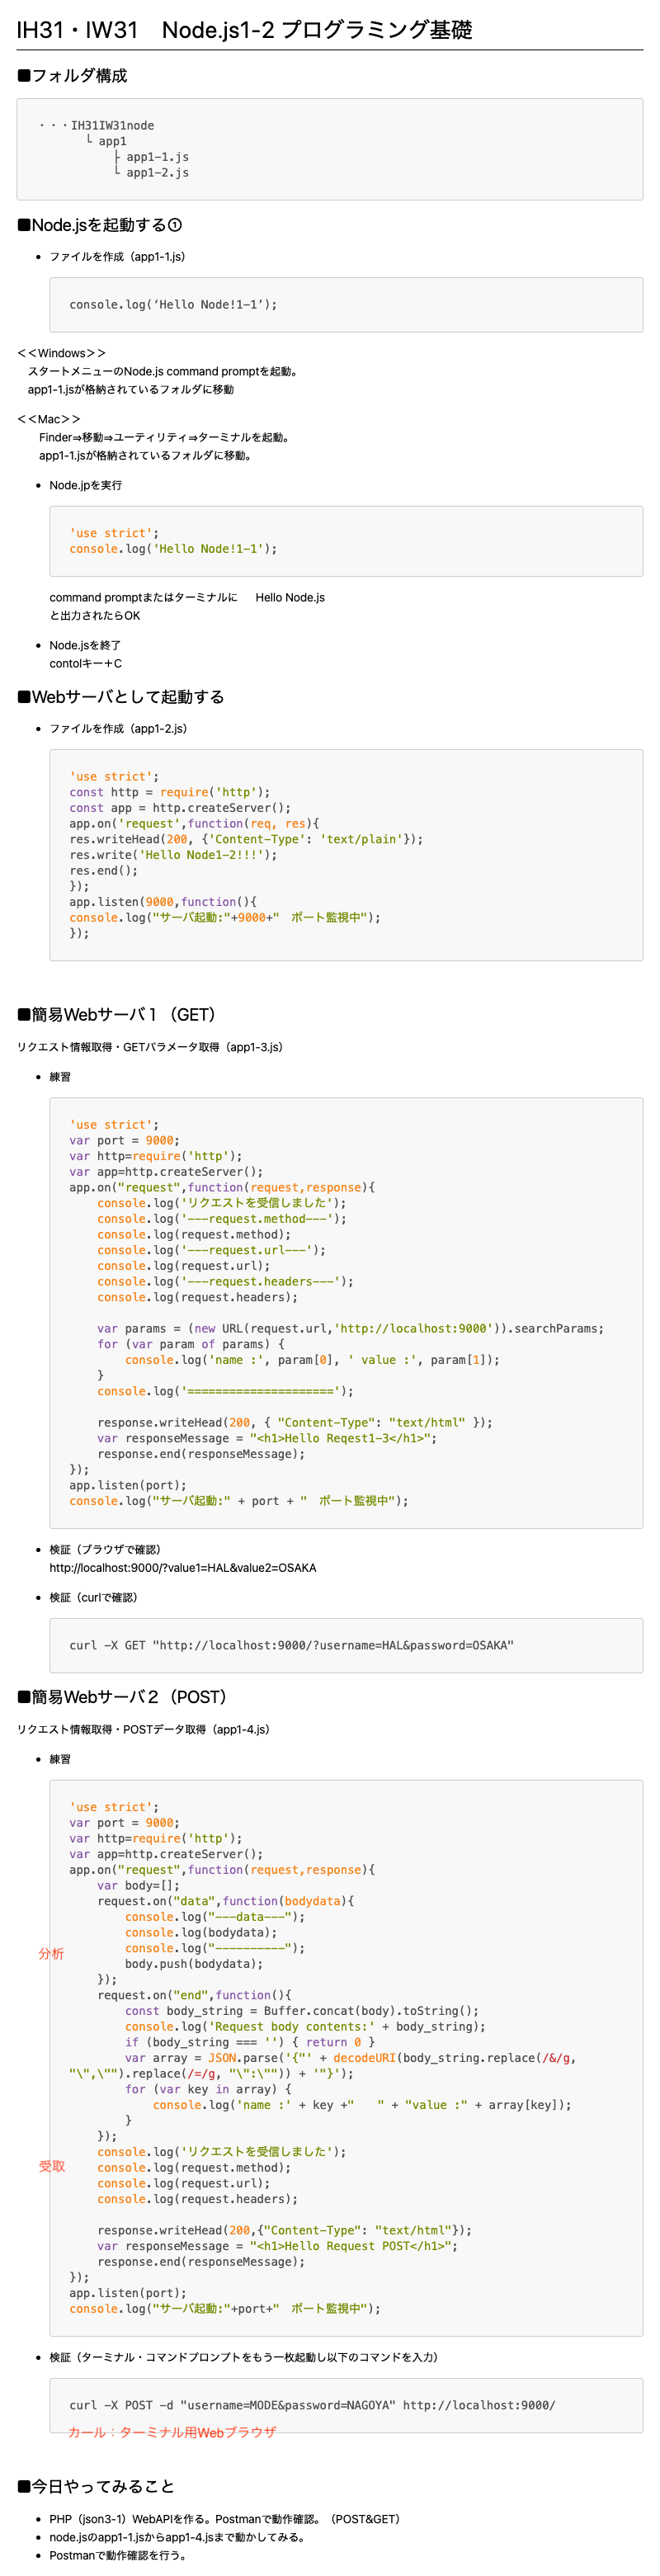 IH31・IW31　Node.js1-2 プログラミング基礎
■フォルダ構成
・・・IH31IW31node
└ app1
├ app1-1.js
└ app1-2.js
■Node.jsを起動する①
ファイルを作成（app1-1.js）
console.log(‘Hello Node!1-1’);
＜＜Windows＞＞
スタートメニューのNode.js command promptを起動。
app1-1.jsが格納されているフォルダに移動
＜＜Mac＞＞
Finder⇒移動⇒ユーティリティ⇒ターミナルを起動。
app1-1.jsが格納されているフォルダに移動。
Node.jpを実行
'use strict';
console.log('Hello Node!1-1');
command promptまたはターミナルに　 Hello Node.js
と出力されたらOK
Node.jsを終了
contolキー＋C
■Webサーバとして起動する
ファイルを作成（app1-2.js）
'use strict';
const http = require('http');
const app = http.createServer();
app.on('request',function(req, res){
res.writeHead(200, {'Content-Type': 'text/plain'});
res.write('Hello Node1-2!!!');
res.end();
});
app.listen(9000,function(){
console.log("サーバ起動:"+9000+"　ポート監視中");
});
■簡易Webサーバ１（GET）
リクエスト情報取得・GETパラメータ取得（app1-3.js）
練習
'use strict';
var port = 9000;
var http=require('http');
var app=http.createServer();
app.on("request",function(request,response){
console.log('リクエストを受信しました');
console.log('---request.method---');
console.log(request.method);
console.log('---request.url---');
console.log(request.url);
console.log('---request.headers---');
console.log(request.headers);
var params = (new URL(request.url,'http://localhost:9000')).searchParams;
for (var param of params) {
console.log('name :', param[0], ' value :', param[1]);
}
console.log('=====================');
response.writeHead(200, { "Content-Type": "text/html" });
var responseMessage = "<h1>Hello Reqest1-3</h1>";
response.end(responseMessage);
});
app.listen(port);
console.log("サーバ起動:" + port + "　ポート監視中");
検証（ブラウザで確認）
http://localhost:9000/?value1=HAL&value2=OSAKA
検証（curlで確認）
curl -X GET "http://localhost:9000/?username=HAL&password=OSAKA"
■簡易Webサーバ２（POST）
リクエスト情報取得・POSTデータ取得（app1-4.js）
練習
'use strict';
var port = 9000;
var http=require('http');
var app=http.createServer();
app.on("request",function(request,response){
var body=[];
request.on("data",function(bodydata){
console.log("---data---");
console.log(bodydata);
console.log("----------");
分析
body.push(bodydata);
});
request.on("end",function(){
const body_string = Buffer.concat(body).toString();
console.log('Request body contents:' + body_string);
if (body_string === '') { return 0 }
var array = JSON.parse('{"' + decodeURI(body_string.replace(/&/g,
"\",\"").replace(/=/g, "\":\"")) + '"}');
for (var key in array) {
console.log('name :' + key +"　　" + "value :" + array[key]);
}
});
console.log('リクエストを受信しました');
受取
console.log(request.method);
console.log(request.url);
console.log(request.headers);
response.writeHead(200,{"Content-Type": "text/html"});
var responseMessage = "<h1>Hello Request POST</h1>";
response.end(responseMessage);
});
app.listen(port);
console.log("サーバ起動:"+port+"　ポート監視中");
検証（ターミナル・コマンドプロンプトをもう一枚起動し以下のコマンドを入力）
curl -X POST -d "username=MODE&password=NAGOYA" http://localhost:9000/
カール：ターミナル用Webブラウザ
■今日やってみること
PHP（json3-1）WebAPIを作る。Postmanで動作確認。（POST&GET）
node.jsのapp1-1.jsからapp1-4.jsまで動かしてみる。
Postmanで動作確認を行う。